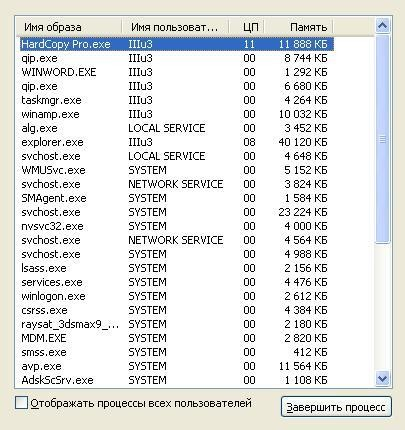 Имя образа Имя пользоват... ЦП Память
HardCopy Pro.exe IIIu3 11 11 888 КБ
qip.exe IIIu3 00 8 744 КБ
WINWORD.EXE IIIu3 00 1 292 КБ
qip.exe IIIu3 00 6 680 КБ
taskmgr.exe IIIu3 00 4 264 КБ
winamp.exe IIIu3 00 10 032 КБ
alg.exe LOCAL SERVICE 00 3 452 КБ
explorer.exe IIIu3 08 40 120 КБ
svchost.exe LOCAL SERVICE 00 4 648 КБ
WMUSvc.exe SYSTEM 00 5 152 КБ
svchost.exe NETWORK SERVICE 00 3 824 КБ
SMAgent.exe SYSTEM 00 1 584 КБ
svchost.exe SYSTEM 00 23 224 КБ
nvsvc32.exe SYSTEM 00 4 000 КБ
svchost.exe NETWORK SERVICE 00 4 564 КБ
svchost.exe SYSTEM 00 4 988 КБ
lsass.exe SYSTEM 00 2 156 КБ
services.exe SYSTEM 00 4 476 КБ
winlogon.exe SYSTEM 00 2 612 КБ
csrss.exe SYSTEM 00 4 384 КБ
raysat_3dsmax9_... SYSTEM 00 2 180 КБ
MDM.EXE SYSTEM 00 2 820 КБ
smss.exe SYSTEM 00 412 КБ
avp.exe SYSTEM 00 11 564 КБ
AdskScSrv.exe SYSTEM 00 1 108 КБ
Отображать процессы всех пользователей Завершить процесс